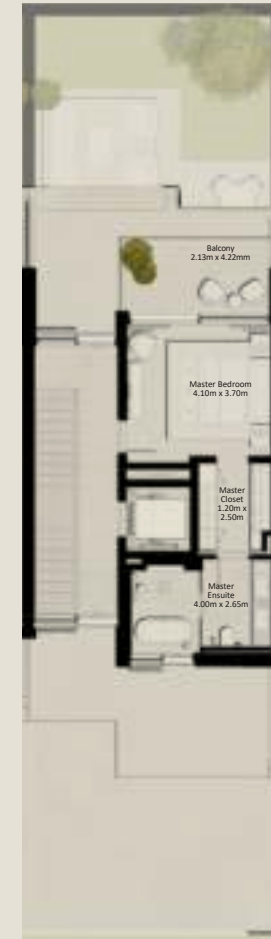 Balcony
2.13m x 4.22mm
Master Bedroom
4.10m x 3.70m
Master
Closet
1.20m x
2.50m
Master
Ensuite
4.00m x 2.65m